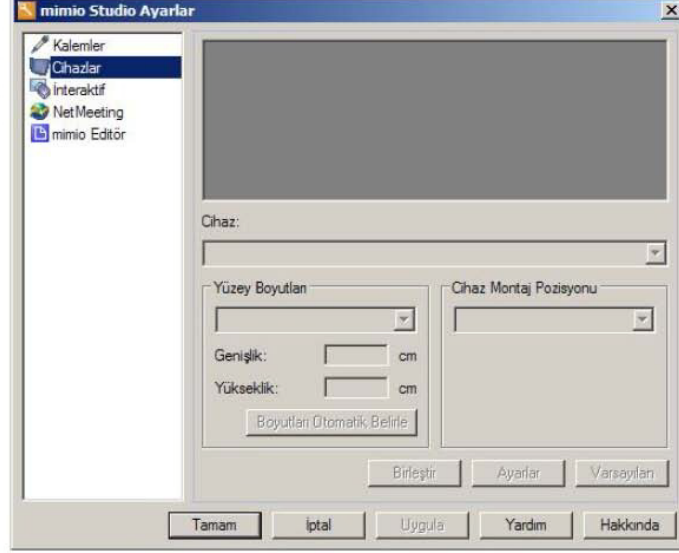 mimio Studio Ayarlar
Kalemler
Cihazlar
İnteraktif
NetMeeting
mimio Editör
Cihaz:
Yüzey Boyutları
Cihaz Montaj Pozisyonu
Genişlik: cm
Yükseklik: cm
Boyutları Otomatik Belirle
Birleştir Ayarlar Varsayılan
Tamam İptal Uygula Yardım Hakkında